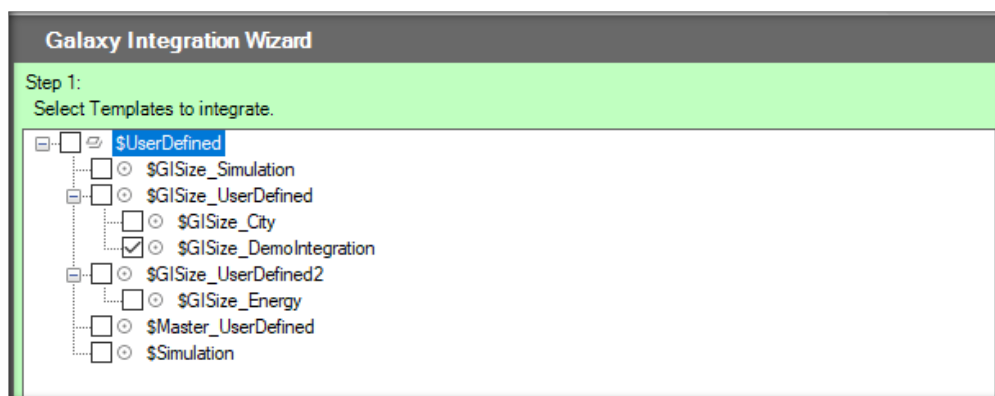 Galaxy Integration Wizard
Step 1:
Select Templates to integrate.
$UserDefined
$GISize_Simulation
$GISize_UserDefined
$GISize_City
$GISize_DemoIntegration
$GISize_UserDefined2
$GISize_Energy
$Master_UserDefined
$Simulation